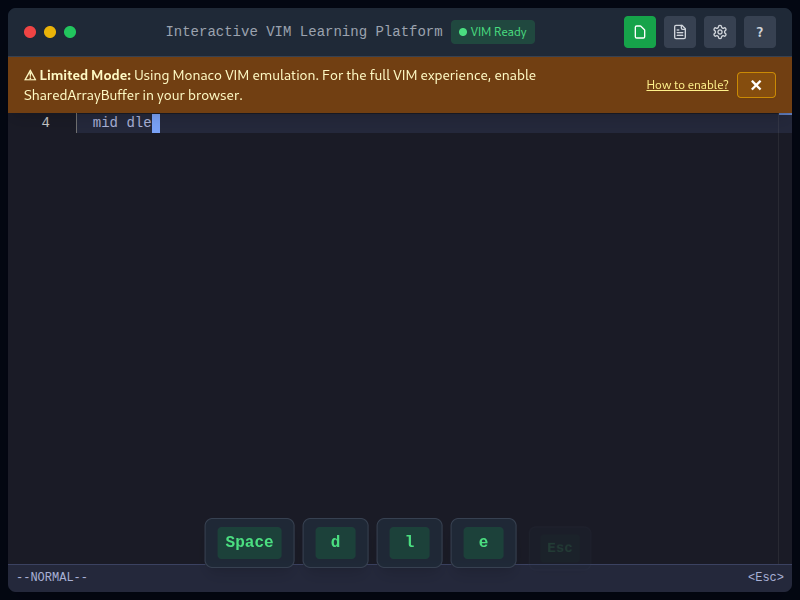 Interactive VIM Learning Platform
VIM Ready
?
⚠ Limited Mode: Using Monaco VIM emulation. For the full VIM experience, enable
SharedArrayBuffer in your browser.
How to enable?
×
4 mid dle
Space d l e Esc
--NORMAL-- <Esc>